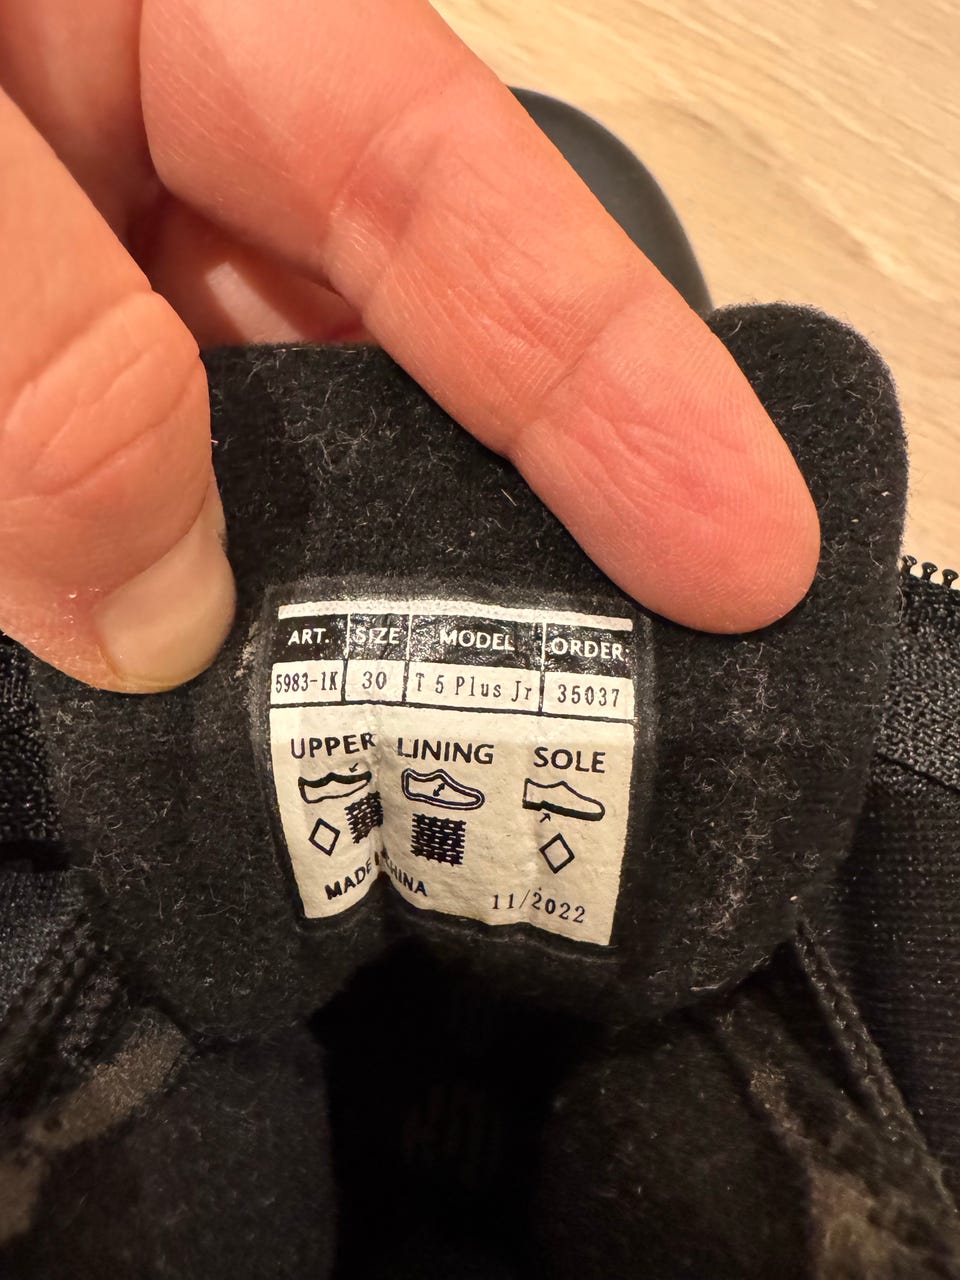 ART. SIZE MODEL ORDER
5983-1K 30 T 5 Plus Jr 35037
UPPER LINING SOLE
MADE CHINA
11/2022